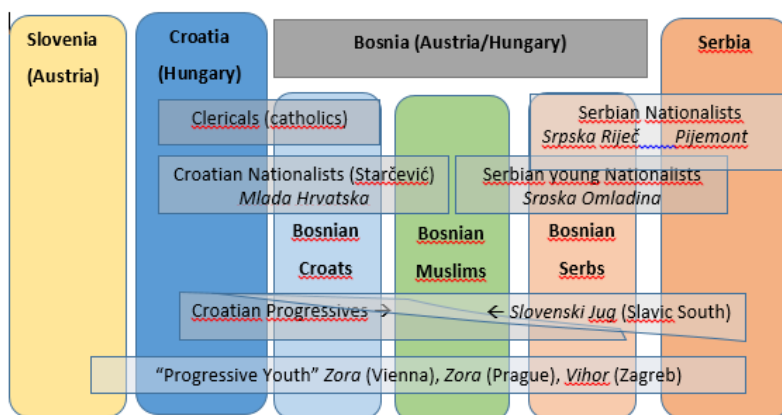 Slovenia
(Austria)
Croatia
(Hungary)
Bosnia (Austria/Hungary)
Serbia
Clericals (catholics)
Serbian Nationalists
Srpska Riječ Pijemont
Croatian Nationalists (Starčević)
Mlada Hrvatska
Serbian young Nationalists
Srpska Omladina
Bosnian
Croats
Bosnian
Muslims
Bosnian
Serbs
Croatian Progressives →
← Slovenski Jug (Slavic South)
“Progressive Youth” Zora (Vienna), Zora (Prague), Vihor (Zagreb)